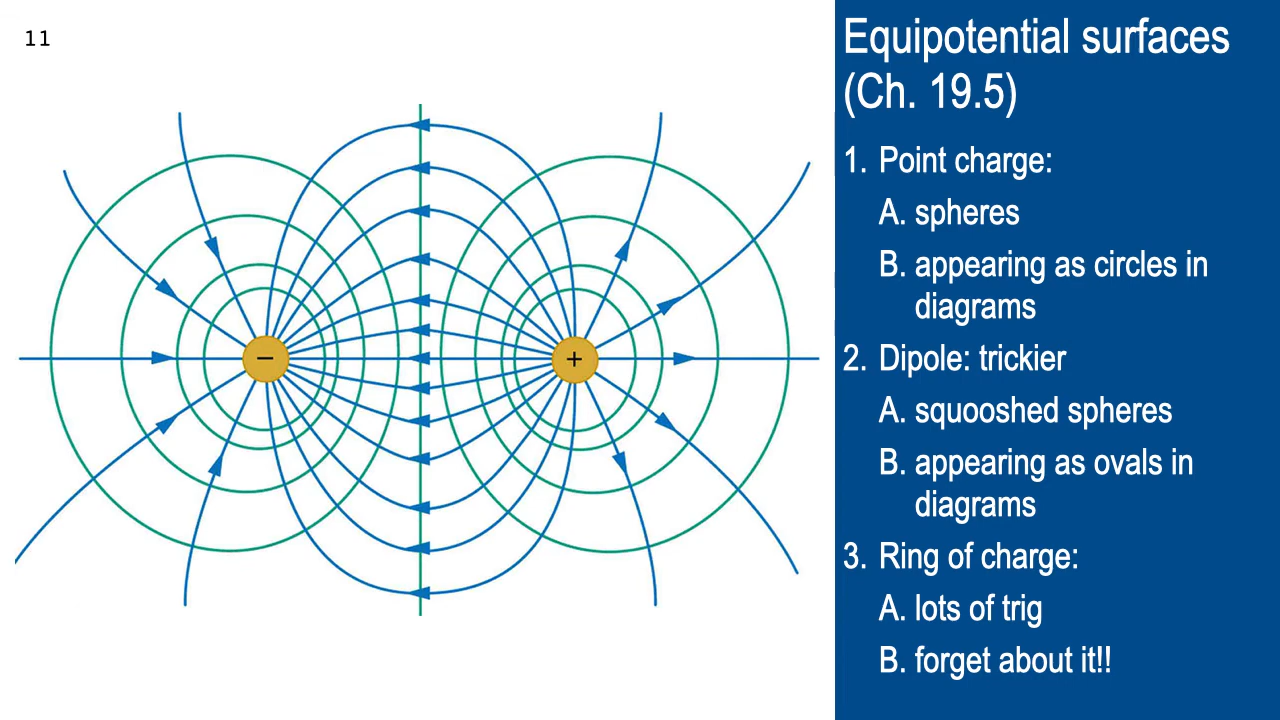 11
Equipotential surfaces
(Ch. 19.5)
1. Point charge:
A. spheres
B. appearing as circles in
diagrams
2. Dipole: trickier
A. squooshed spheres
B. appearing as ovals in
diagrams
3. Ring of charge:
A. lots of trig
B. forget about it!!
−
+